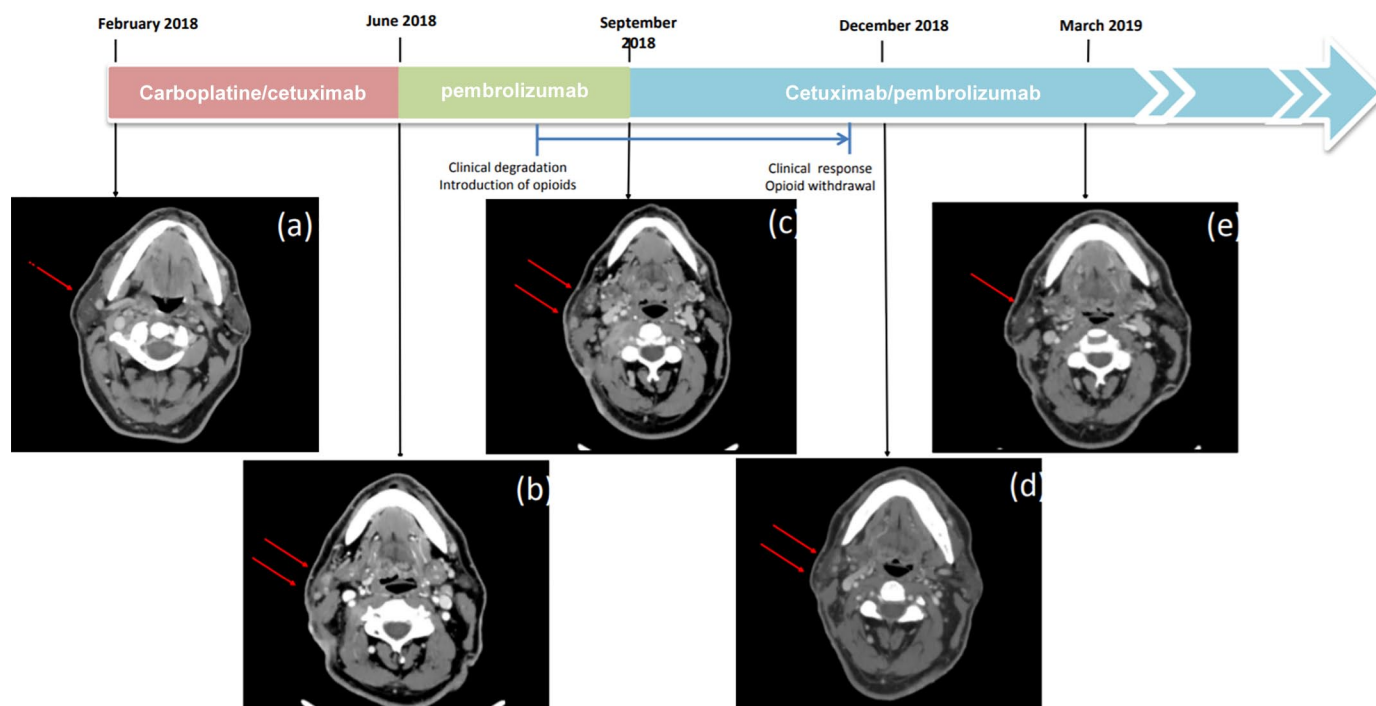 February 2018
June 2018
September
2018
December 2018
March 2019
Carboplatine/cetuximab
pembrolizumab
Cetuximab/pembrolizumab
Clinical degradation
Introduction of opioids
Clinical response
Opioid withdrawal
(a)
(c)
(e)
(b)
(d)